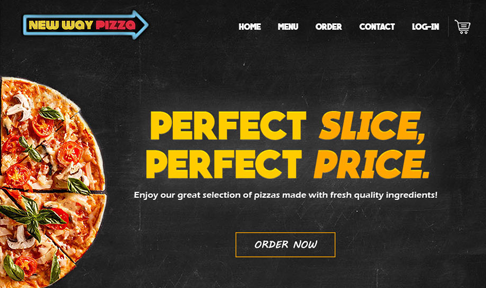 NEW WAY PIZZA
HOME MENU ORDER CONTACT LOG-IN
PERFECT SLICE,
PERFECT PRICE.
Enjoy our great selection of pizzas made with fresh quality ingredients!
ORDER NOW